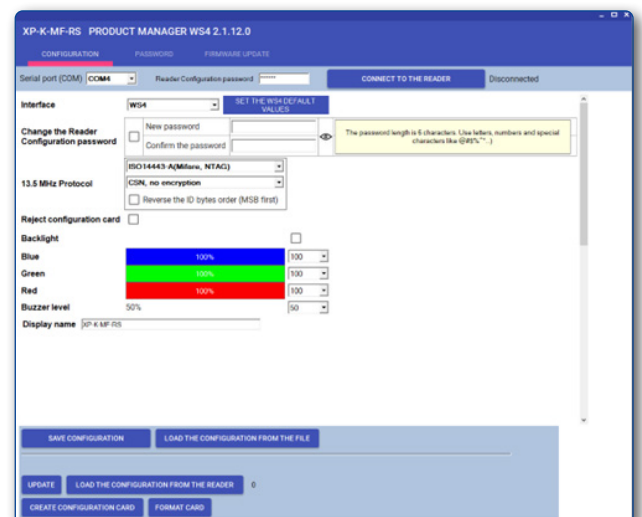 XP-K-MF-RS PRODUCT MANAGER WS4 2.1.12.0
CONFIGURATION PASSWORD FIRMWARE UPDATE
Serial port (COM) COM4 Reader Configuration password CONNECT TO THE READER Disconnected
Interface WS4 SET THE WS4 DEFAULT VALUES
Change the Reader Configuration password New password
Confirm the password
The password length is 6 characters. Use letters, numbers and special
characters like
13.5 MHz Protocol ISO14443-A(Mifare, NTAG)
CSN, no encryption
Reverse the ID bytes order (MSB first)
Reject configuration card
Backlight
Blue 100% 100
Green 100% 100
Red 100% 100
Buzzer level 50% 50
Display name XP-K-MF-RS
SAVE CONFIGURATION LOAD THE CONFIGURATION FROM THE FILE
UPDATE LOAD THE CONFIGURATION FROM THE READER 0
CREATE CONFIGURATION CARD FORMAT CARD